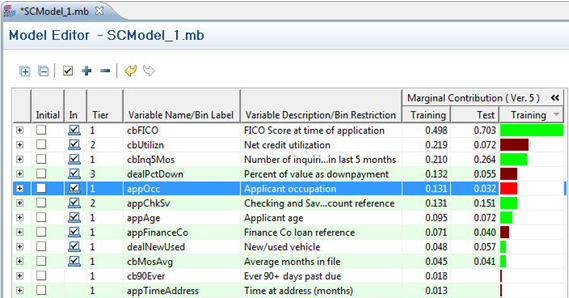 *SCModel_1.mb
Model Editor - SCModel_1.mb
Marginal Contribution ( Ver. 5 )
Initial In Tier Variable Name/Bin Label Variable Description/Bin Restriction Training Test Training
1 cbFICO FICO Score at time of application 0.498 0.703
2 cbUtilizn Net credit utilization 0.219 0.072
1 cbInq5Mos Number of inquiri...in last 5 months 0.210 0.264
3 dealPctDown Percent of value as downpayment 0.132 0.055
1 appOcc Applicant occupation 0.131 0.032
2 appChkSv Checking and Sav...count reference 0.131 0.151
1 appAge Applicant age 0.095 0.072
1 appFinanceCo Finance Co loan reference 0.071 0.040
1 dealNewUsed New/used vehicle 0.048 0.057
1 cbMosAvg Average months in file 0.045 0.041
1 cb90Ever Ever 90+ days past due 0.018
1 appTimeAddress Time at address (months) 0.013